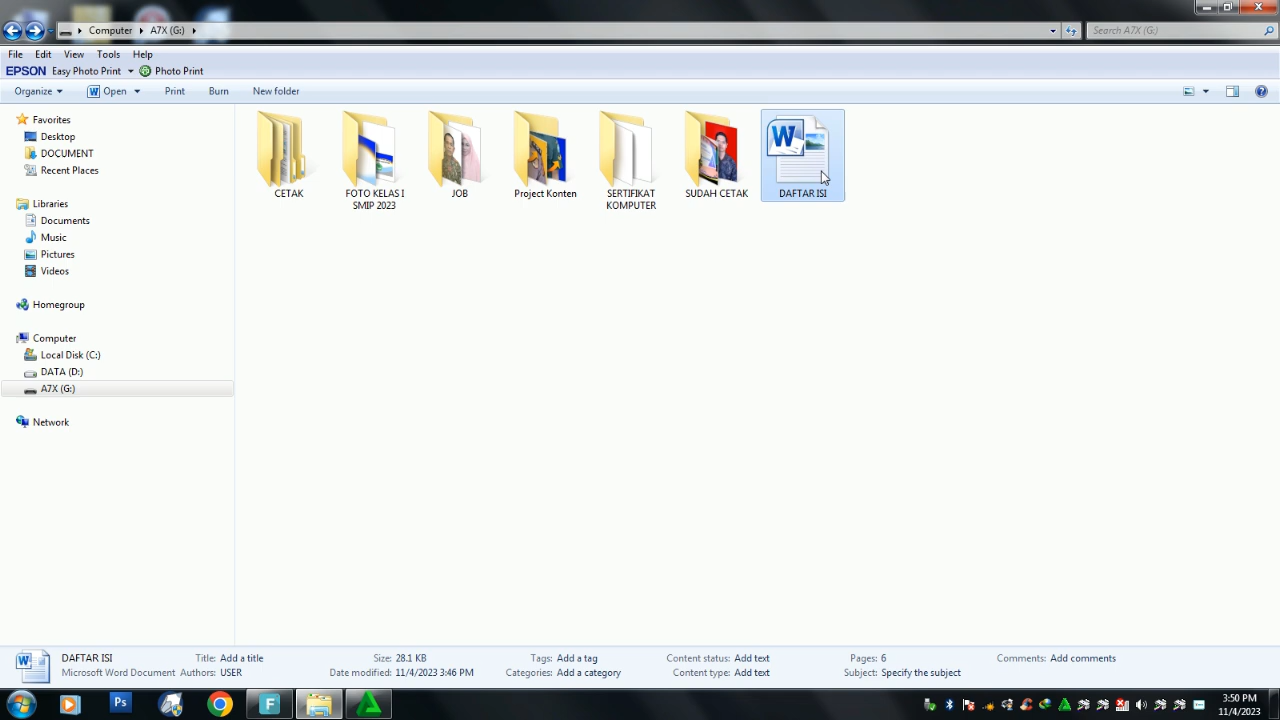 Computer A7X (G:)
Search A7X (G:)
File Edit View Tools Help
EPSON Easy Photo Print Photo Print
Organize Open Print Burn New folder
Favorites
Desktop
DOCUMENT
Recent Places
Libraries
Documents
Music
Pictures
Videos
Homegroup
Computer
Local Disk (C:)
DATA (D:)
A7X (G:)
Network
CETAK
FOTO KELAS I
SMIP 2023
JOB
Project Konten
SERTIFIKAT
KOMPUTER
SUDAH CETAK
DAFTAR ISI
DAFTAR ISI Title: Add a title Size: 28.1 KB Tags: Add a tag Content status: Add text Pages: 6 Comments: Add comments
Microsoft Word Document Authors: USER Date modified: 11/4/2023 3:46 PM Categories: Add a category Content type: Add text Subject: Specify the subject
Ps
F
3:50 PM
11/4/2023